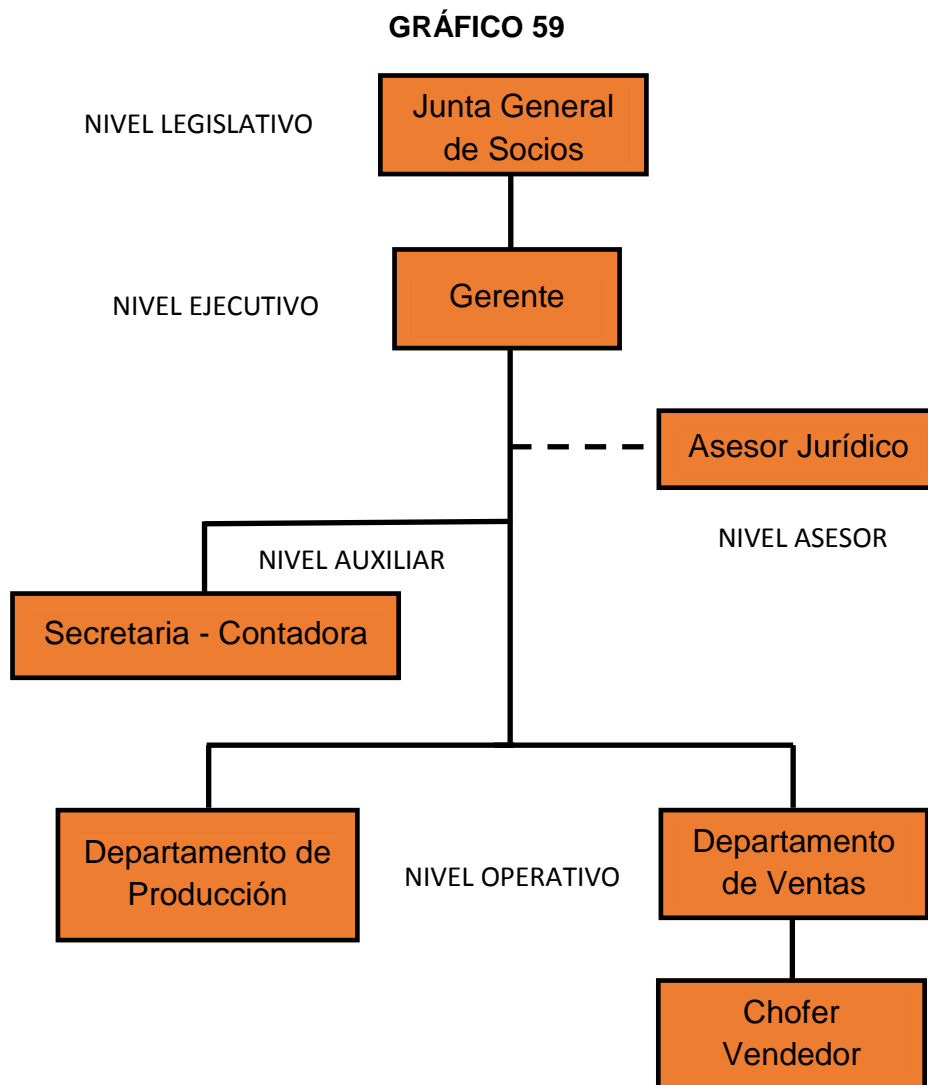 GRÁFICO 59
NIVEL LEGISLATIVO
Junta General
de Socios
NIVEL EJECUTIVO
Gerente
Asesor Jurídico
NIVEL ASESOR
NIVEL AUXILIAR
Secretaria - Contadora
Departamento de
Producción
NIVEL OPERATIVO
Departamento
de Ventas
Chofer
Vendedor